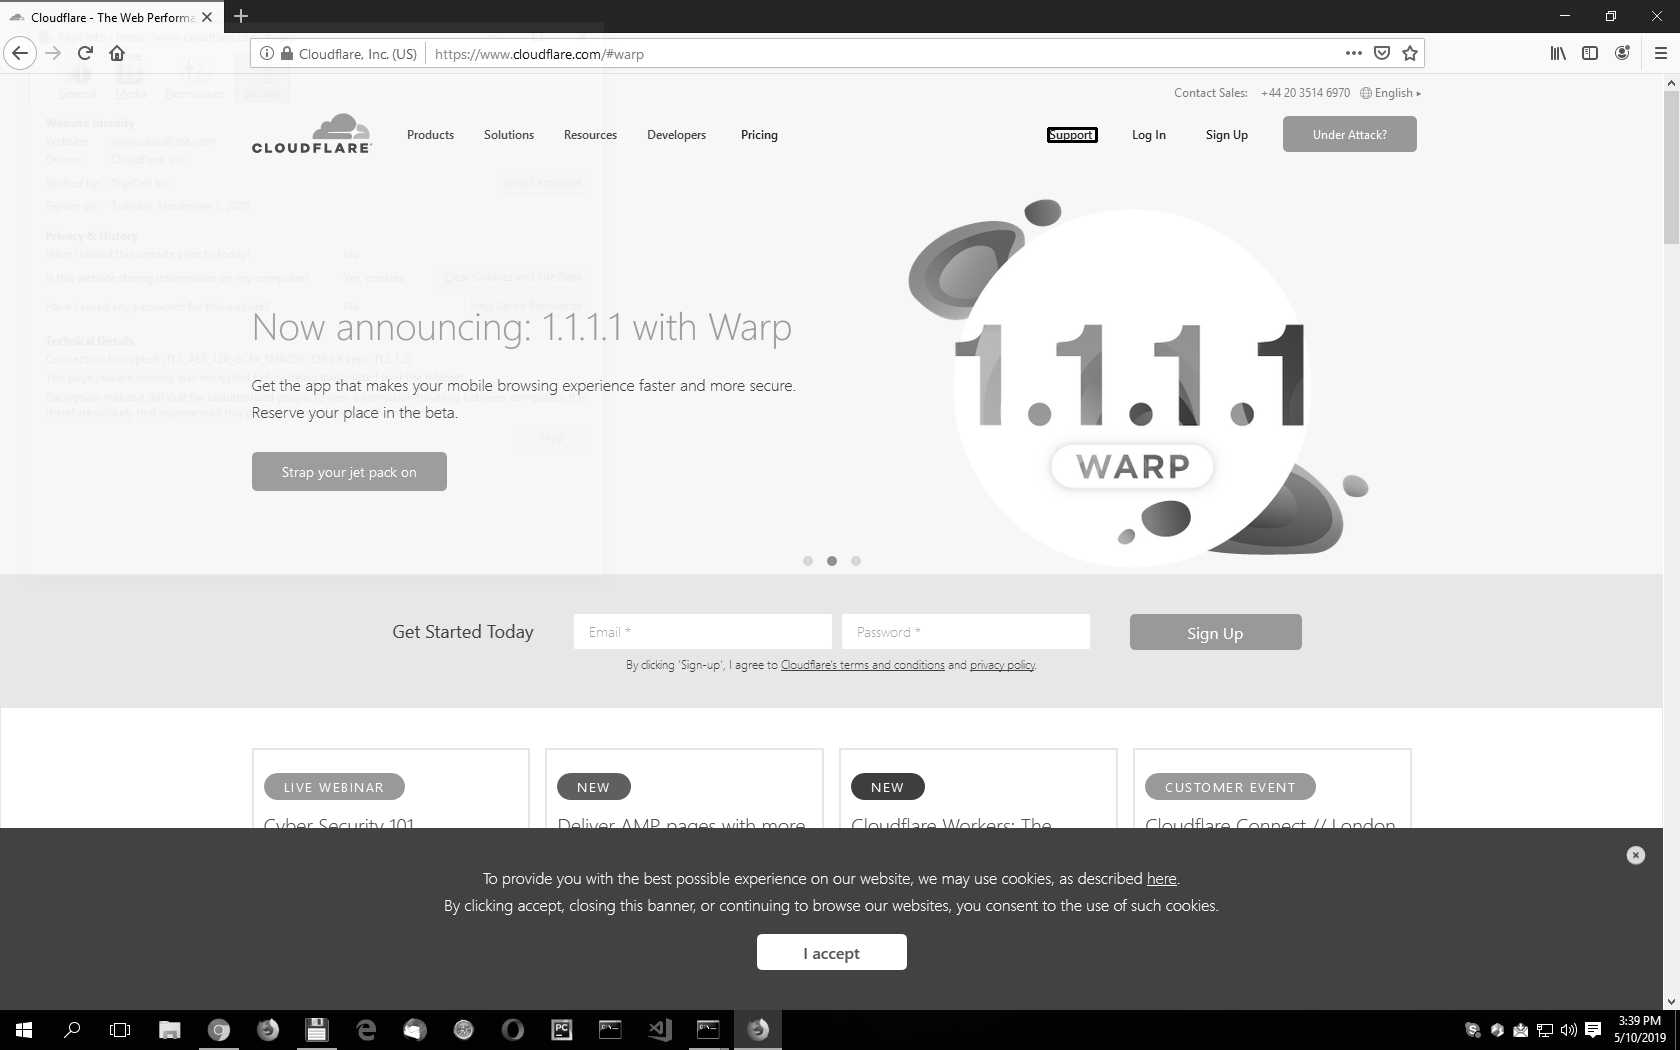 Cloudflare - The Web Performa
Cloudflare, Inc. (US)
https://www.cloudflare.com/#warp
Contact Sales: +44 20 3514 6970 English
CLOUDFLARE
Products Solutions Resources Developers Pricing Support Log In Sign Up Under Attack?
Website Identity
Privacy & History
Technical Details
Now announcing: 1.1.1.1 with Warp
Get the app that makes your mobile browsing experience faster and more secure.
Reserve your place in the beta.
Strap your jet pack on
1.1.1.1
WARP
Get Started Today Email * Password * Sign Up
By clicking 'Sign-up', I agree to Cloudflare's terms and conditions and privacy policy.
LIVE WEBINAR NEW NEW CUSTOMER EVENT
Cyber Security 101 Deliver AMP pages with more Cloudflare Workers: The Cloudflare Connect // London
To provide you with the best possible experience on our website, we may use cookies, as described here.
By clicking accept, closing this banner, or continuing to browse our websites, you consent to the use of such cookies.
I accept
3:39 PM
5/10/2019